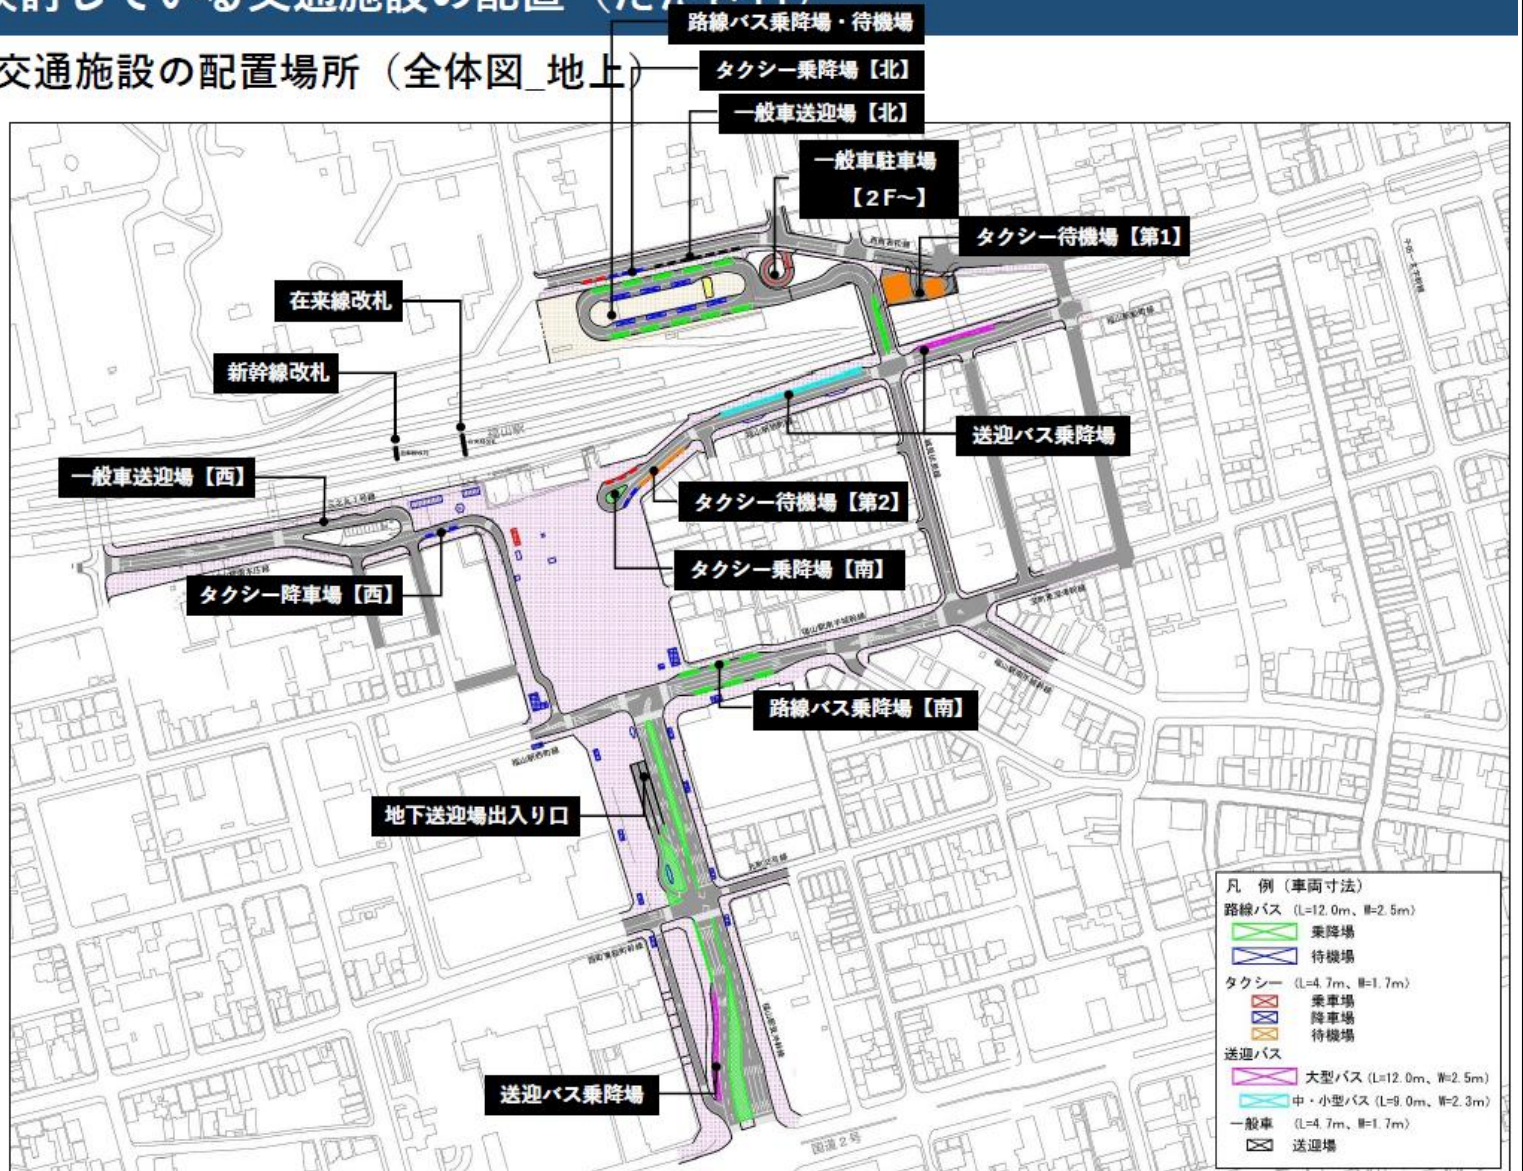 交通施設の配置場所（全体図_地上）
路線バス乗降場・待機場
タクシー乗降場【北】
一般車送迎場【北】
一般車駐車場
【２F～】
タクシー待機場【第1】
在来線改札
新幹線改札
福山駅
送迎バス乗降場
一般車送迎場【西】
タクシー待機場【第2】
タクシー乗降場【南】
タクシー降車場【西】
路線バス乗降場【南】
地下送迎場出入り口
送迎バス乗降場
国道２号
凡　例（車両寸法）
路線バス （L=12.0m、W=2.5m）
乗降場
待機場
タクシー （L=4.7m、W=1.7m）
乗車場
降車場
待機場
送迎バス
大型バス（L=12.0m、W=2.5m）
中・小型バス（L=9.0m、W=2.3m）
一般車 （L=4.7m、W=1.7m）
送迎場